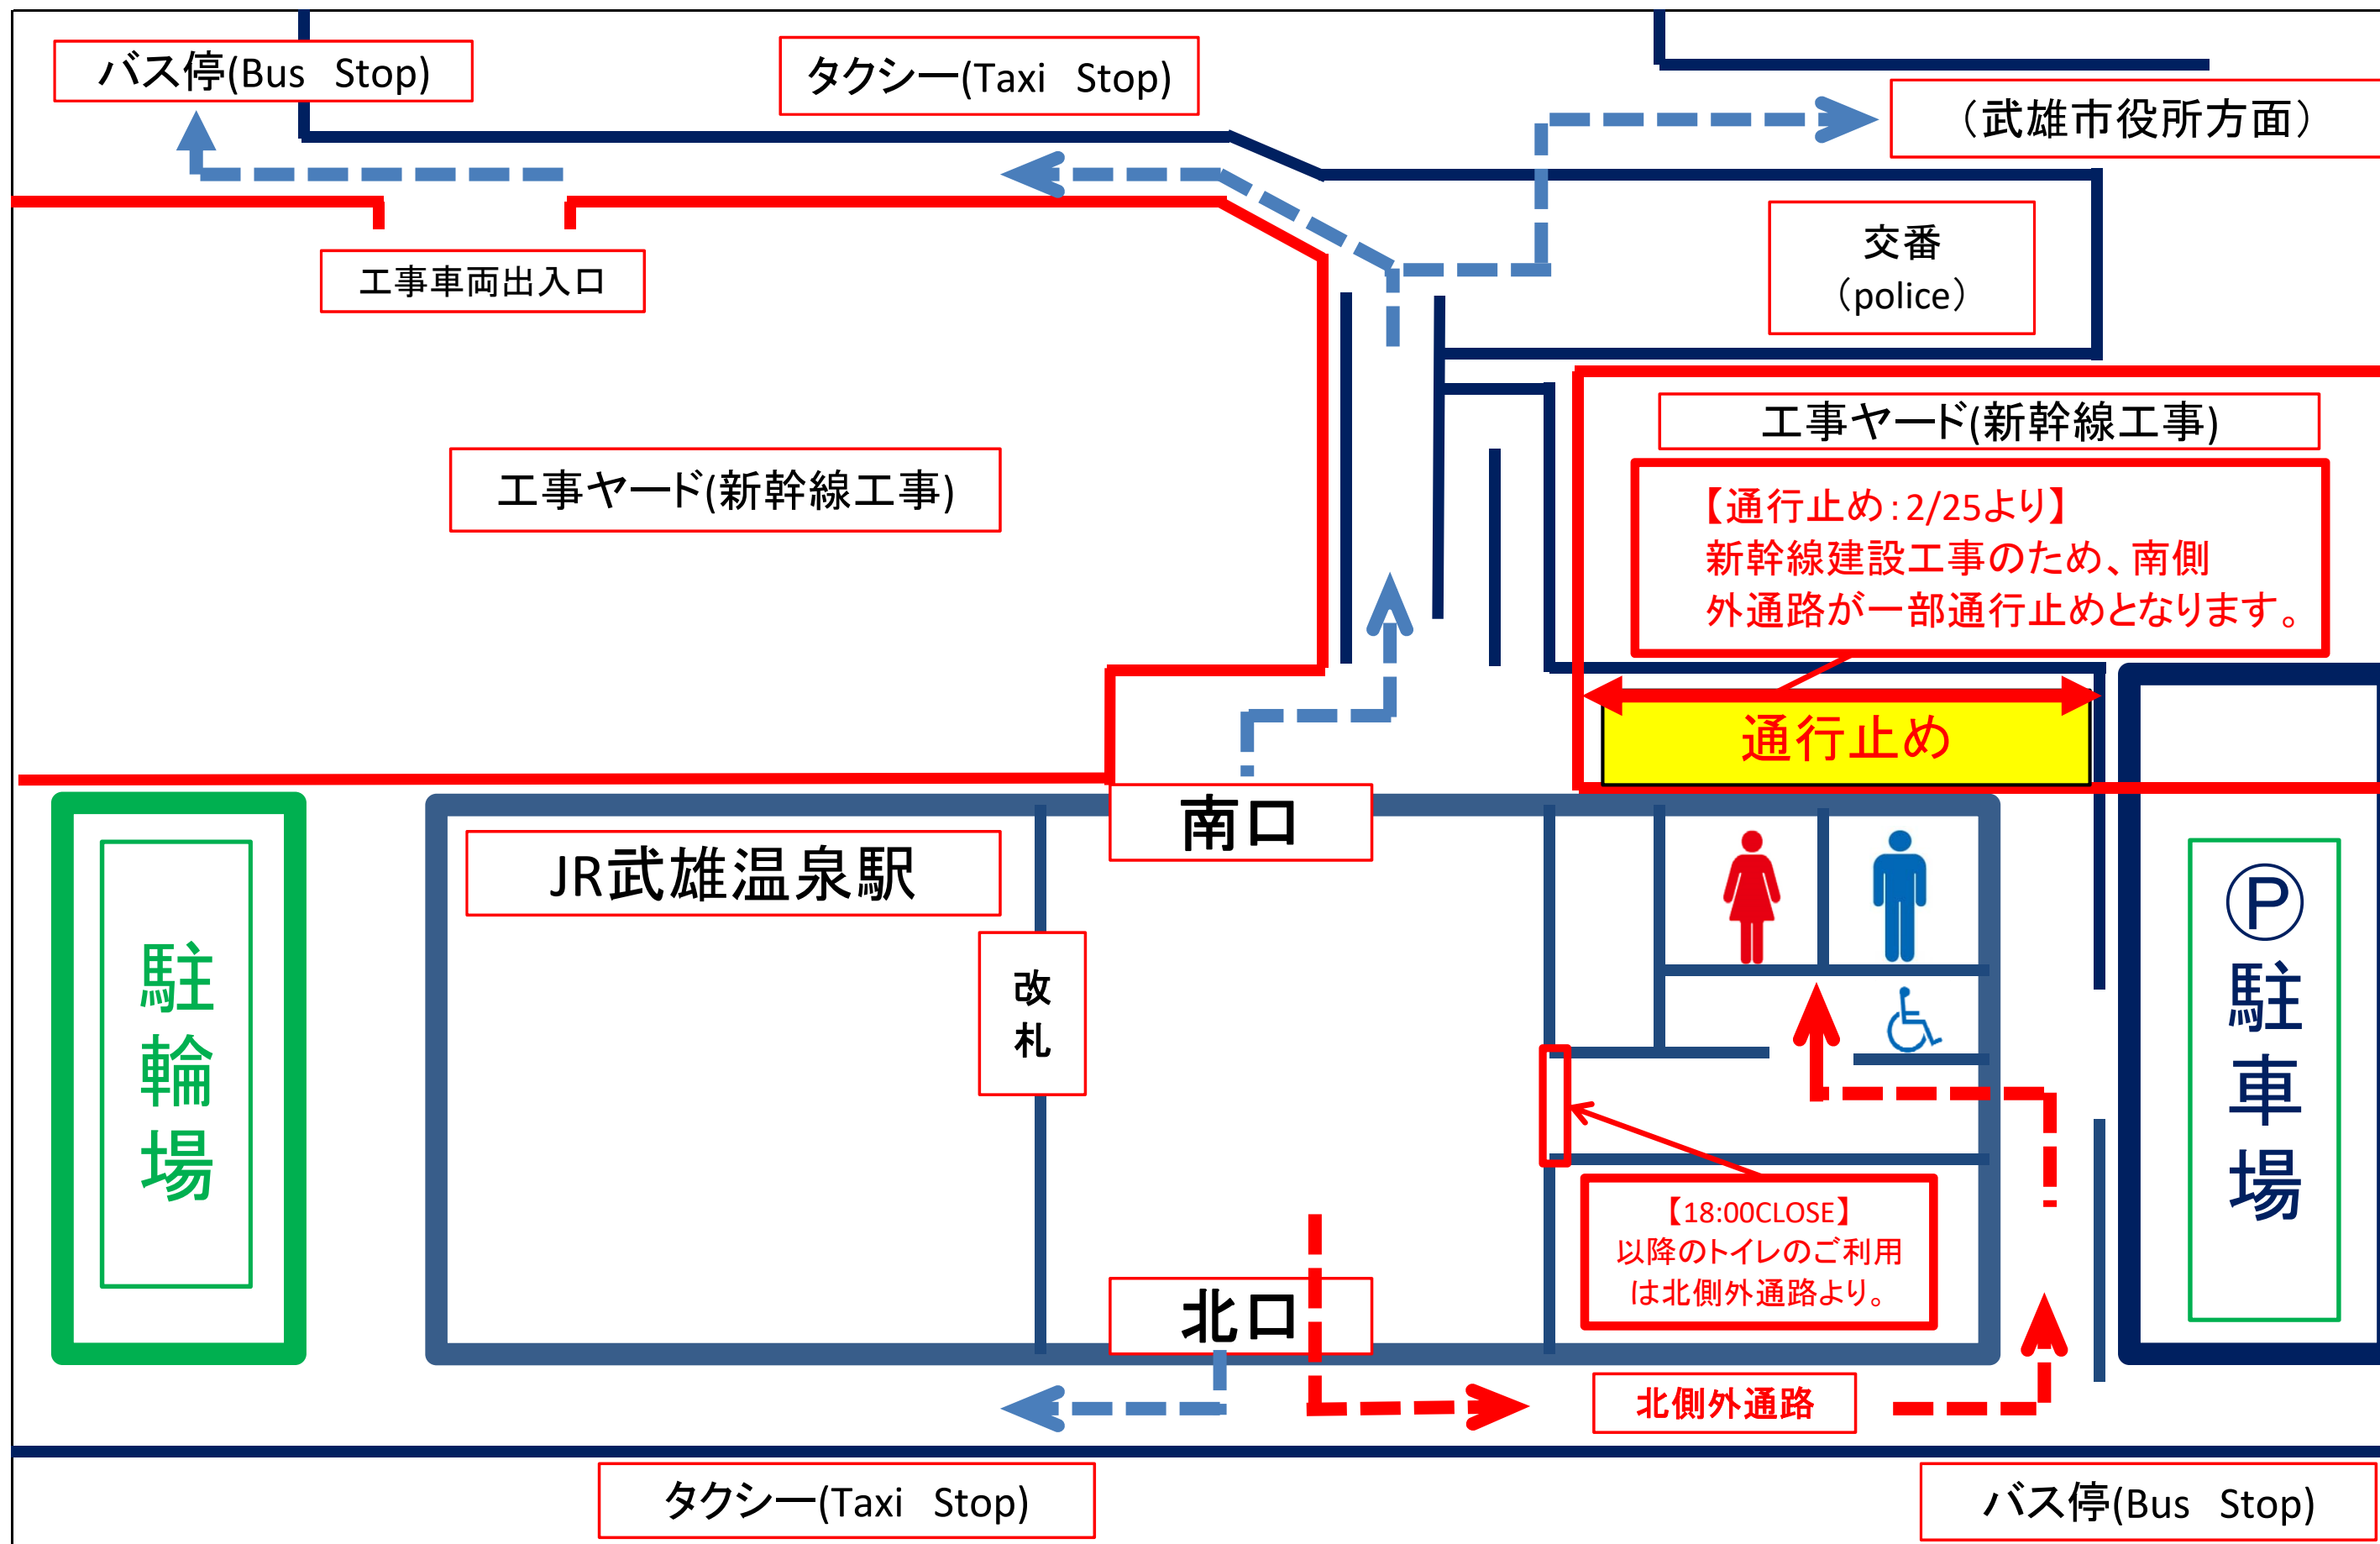 バス停(Bus Stop)
タクシー(Taxi Stop)
（武雄市役所方面）
交番
（police）
工事車両出入口
工事ヤード(新幹線工事)
工事ヤード(新幹線工事)
【通行止め：2/25より】
新幹線建設工事のため、南側
外通路が一部通行止めとなります。
通行止め
南口
JR武雄温泉駅
改
札
駐
輪
場
Ⓟ
駐
車
場
【18:00CLOSE】
以降のトイレのご利用
は北側外通路より。
北口
北側外通路
タクシー(Taxi Stop)
バス停(Bus Stop)